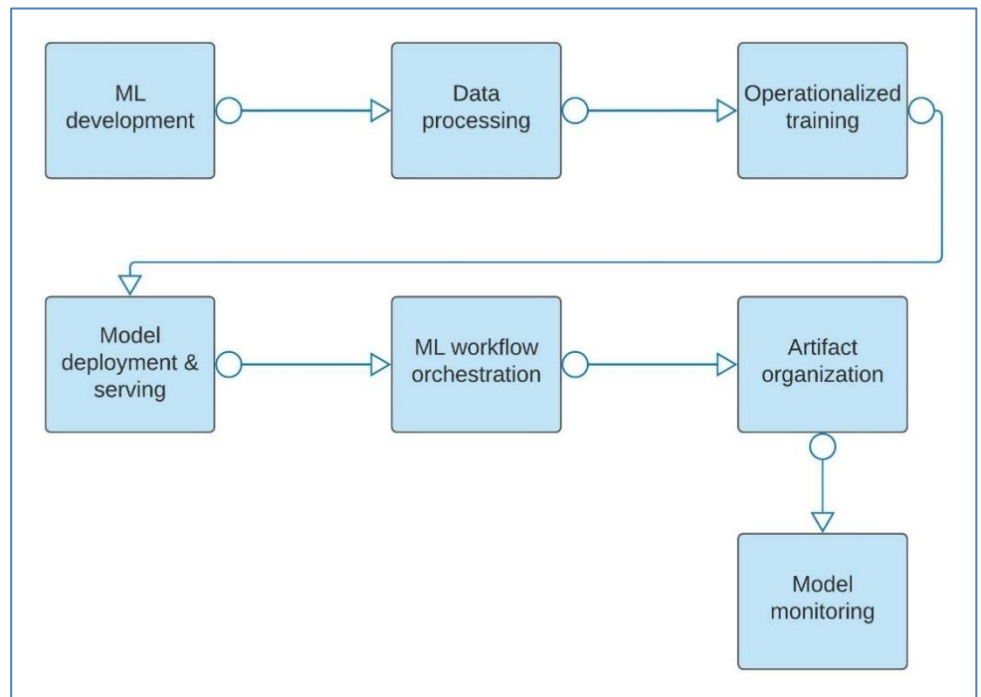 ML
development
Data
processing
Operationalized
training
Model
deployment &
serving
ML workflow
orchestration
Artifact
organization
Model
monitoring